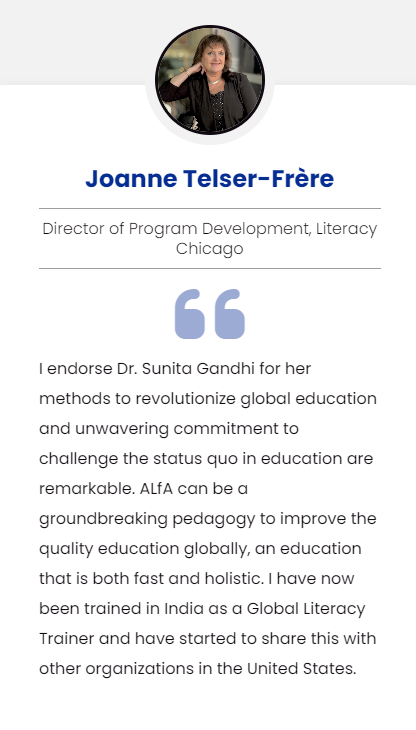 Joanne Telser-Frère
Director of Program Development, Literacy
Chicago
“
I endorse Dr. Sunita Gandhi for her
methods to revolutionize global education
and unwavering commitment to
challenge the status quo in education are
remarkable. ALfA can be a
groundbreaking pedagogy to improve the
quality education globally, an education
that is both fast and holistic. I have now
been trained in India as a Global Literacy
Trainer and have started to share this with
other organizations in the United States.